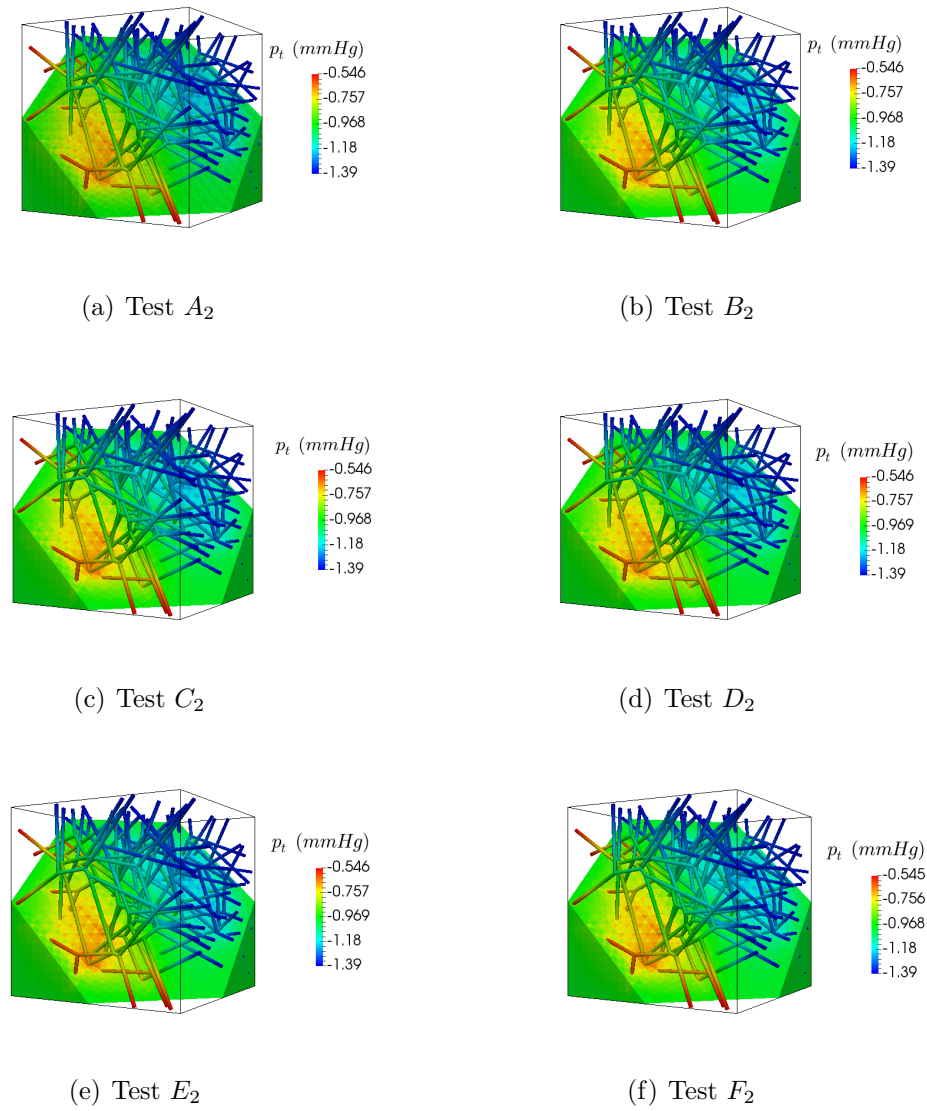 p_t (mmHg)
-0.546
-0.757
-0.968
-1.18
-1.39
(a) Test A_2
p_t (mmHg)
-0.546
-0.757
-0.968
-1.18
-1.39
(b) Test B_2
p_t (mmHg)
-0.546
-0.757
-0.968
-1.18
-1.39
(c) Test C_2
p_t (mmHg)
-0.546
-0.757
-0.969
-1.18
-1.39
(d) Test D_2
p_t (mmHg)
-0.546
-0.757
-0.969
-1.18
-1.39
(e) Test E_2
p_t (mmHg)
-0.545
-0.756
-0.968
-1.18
-1.39
(f) Test F_2